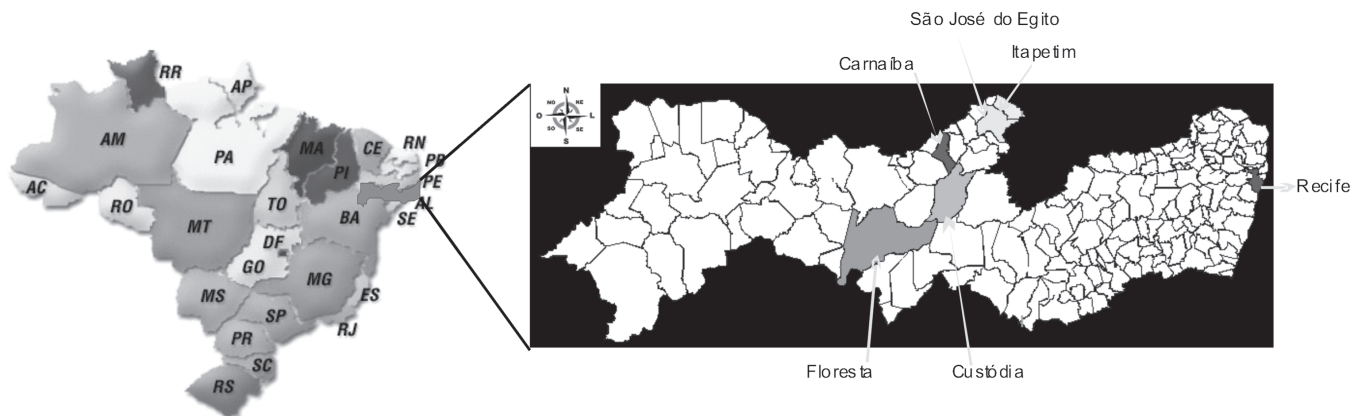 São José do Egito
Itapetim
Carnaíba
RR
AP
AM
PA
MA
CE
RN
PB
PI
PE
AC
AL
RO
TO
SE
MT
BA
DF
GO
MG
MS
ES
SP
RJ
PR
SC
RS
N
NO
NE
O
L
SO
SE
S
Recife
Floresta
Custódia